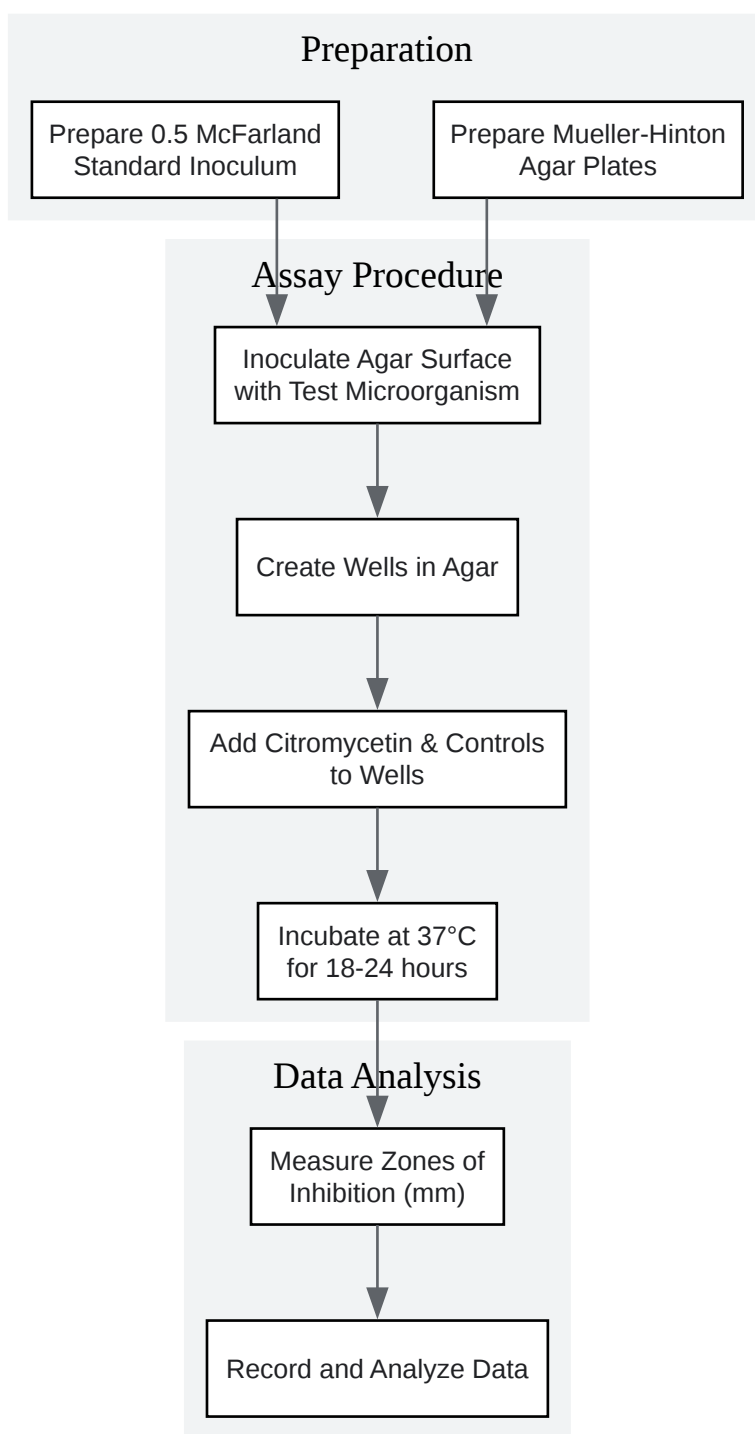 Preparation
Prepare 0.5 McFarland
Standard Inoculum
Prepare Mueller-Hinton
Agar Plates
Assay Procedure
Inoculate Agar Surface
with Test Microorganism
Create Wells in Agar
Add Citromycetin & Controls
to Wells
Incubate at 37°C
for 18-24 hours
Data Analysis
Measure Zones of
Inhibition (mm)
Record and Analyze Data